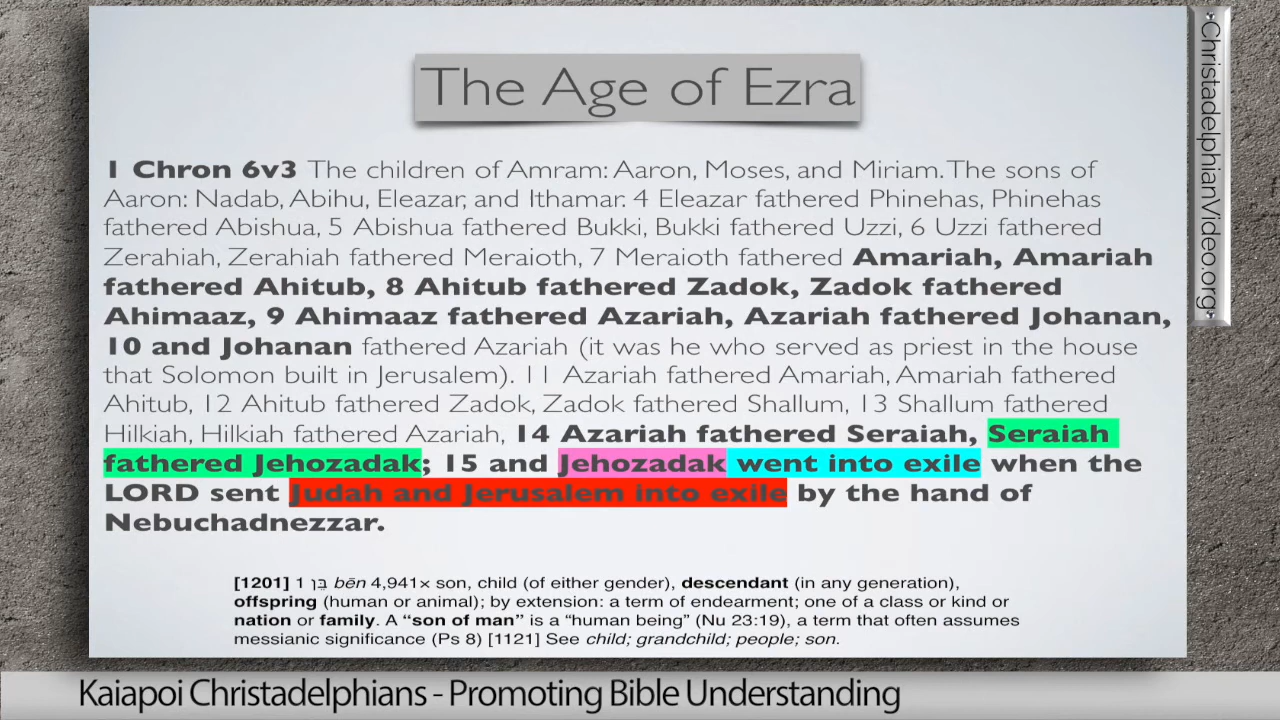 The Age of Ezra
1 Chron 6v3 The children of Amram: Aaron, Moses, and Miriam. The sons of
Aaron: Nadab, Abihu, Eleazar, and Ithamar. 4 Eleazar fathered Phinehas, Phinehas
fathered Abishua, 5 Abishua fathered Bukki, Bukki fathered Uzzi, 6 Uzzi fathered
Zerahiah, Zerahiah fathered Meraioth, 7 Meraioth fathered Amariah, Amariah
fathered Ahitub, 8 Ahitub fathered Zadok, Zadok fathered
Ahimaaz, 9 Ahimaaz fathered Azariah, Azariah fathered Johanan,
10 and Johanan fathered Azariah (it was he who served as priest in the house
that Solomon built in Jerusalem). 11 Azariah fathered Amariah, Amariah fathered
Ahitub, 12 Ahitub fathered Zadok, Zadok fathered Shallum, 13 Shallum fathered
Hilkiah, Hilkiah fathered Azariah, 14 Azariah fathered Seraiah, Seraiah
fathered Jehozadak; 15 and Jehozadak went into exile when the
LORD sent Judah and Jerusalem into exile by the hand of
Nebuchadnezzar.
[1201] בֵּן 1 bēn 4,941× son, child (of either gender), descendant (in any generation),
offspring (human or animal); by extension: a term of endearment; one of a class or kind or
nation or family. A “son of man” is a “human being” (Nu 23:19), a term that often assumes
messianic significance (Ps 8) [1121] See child; grandchild; people; son.
•ChristadelphianVideo.org•
Kaiapoi Christadelphians - Promoting Bible Understanding